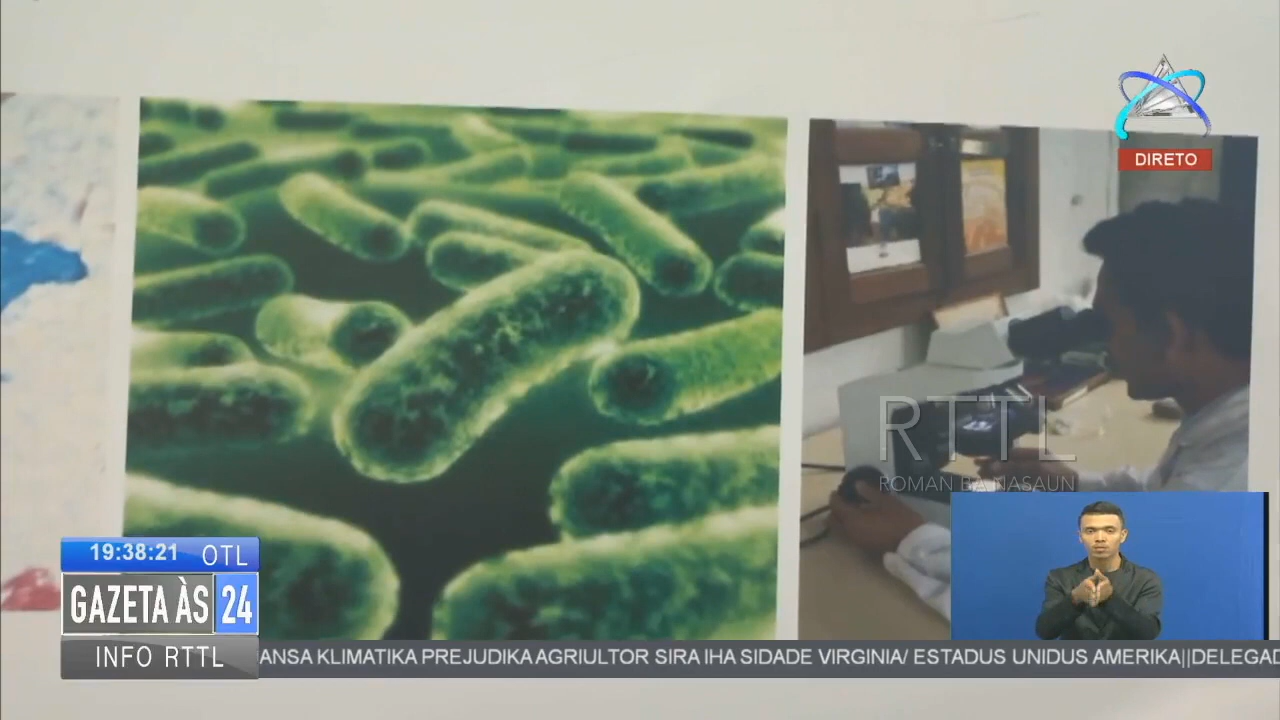 DIRETO
RTTL
ROMAN BA NASAUN
19:38:21 OTL
GAZETA ÀS 24
INFO RTTL
ANSA KLIMATIKA PREJUDIKA AGRIULTOR SIRA IHA SIDADE VIRGINIA/ ESTADUS UNIDUS AMERIKA||DELEGAD